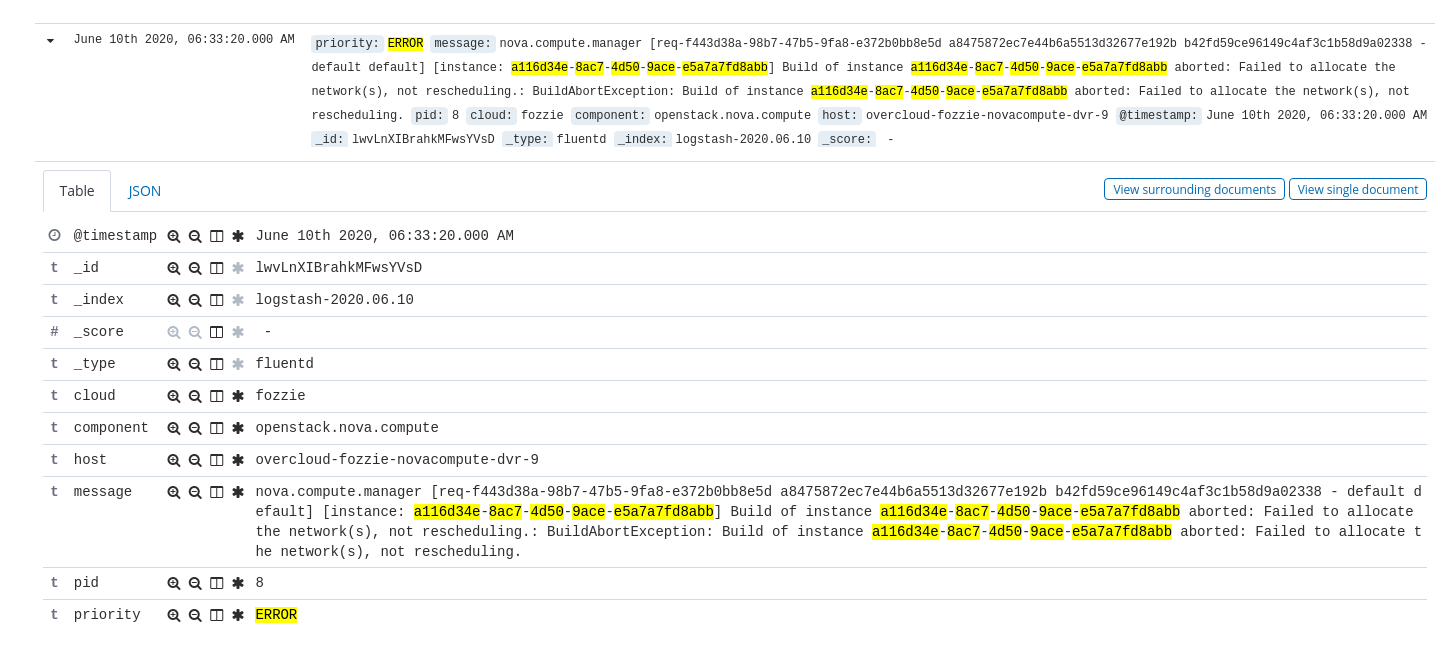 June 10th 2020, 06:33:20.000 AM
priority: ERROR message: nova.compute.manager [req-f443d38a-98b7-47b5-9fa8-e372b0bb8e5d a8475872ec7e44b6a5513d32677e192b b42fd59ce96149c4af3c1b58d9a02338 -
default default] [instance: a116d34e-8ac7-4d50-9ace-e5a7a7fd8abb] Build of instance a116d34e-8ac7-4d50-9ace-e5a7a7fd8abb aborted: Failed to allocate the
network(s), not rescheduling.: BuildAbortException: Build of instance a116d34e-8ac7-4d50-9ace-e5a7a7fd8abb aborted: Failed to allocate the network(s), not
rescheduling. pid: 8 cloud: fozzie component: openstack.nova.compute host: overcloud-fozzie-novacompute-dvr-9 @timestamp: June 10th 2020, 06:33:20.000 AM
_id: lwvLnXIBrahkMFwsYVsD _type: fluentd _index: logstash-2020.06.10 _score: -
Table JSON View surrounding documents View single document
@timestamp June 10th 2020, 06:33:20.000 AM
t _id lwvLnXIBrahkMFwsYVsD
t _index logstash-2020.06.10
# _score -
t _type fluentd
t cloud fozzie
t component openstack.nova.compute
t host overcloud-fozzie-novacompute-dvr-9
t message nova.compute.manager [req-f443d38a-98b7-47b5-9fa8-e372b0bb8e5d a8475872ec7e44b6a5513d32677e192b b42fd59ce96149c4af3c1b58d9a02338 - default d
efault] [instance: a116d34e-8ac7-4d50-9ace-e5a7a7fd8abb] Build of instance a116d34e-8ac7-4d50-9ace-e5a7a7fd8abb aborted: Failed to allocate
the network(s), not rescheduling.: BuildAbortException: Build of instance a116d34e-8ac7-4d50-9ace-e5a7a7fd8abb aborted: Failed to allocate t
he network(s), not rescheduling.
t pid 8
t priority ERROR